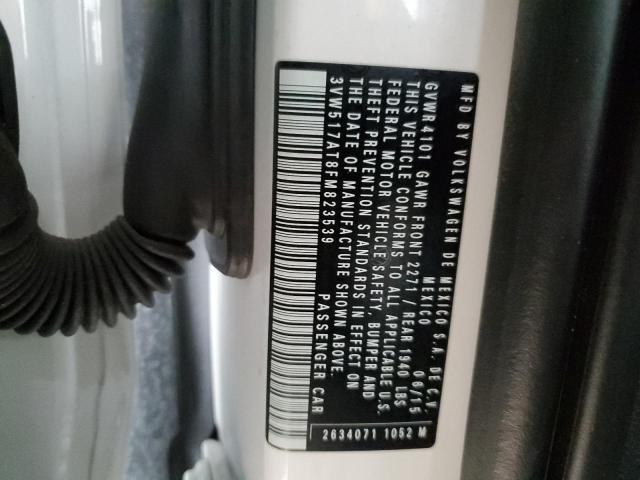 MFD BY VOLKSWAGEN DE MEXICO S.A. DE C.V.
MEXICO 06/15
GVWR 4101 GAWR FRONT 2271 / REAR 1940 LBS
THIS VEHICLE CONFORMS TO ALL APPLICABLE U.S.
FEDERAL MOTOR VEHICLE SAFETY, BUMPER AND
THEFT PREVENTION STANDARDS IN EFFECT ON
THE DATE OF MANUFACTURE SHOWN ABOVE.
3VW517AT8FM823539 PASSENGER CAR
2634071 1052 M